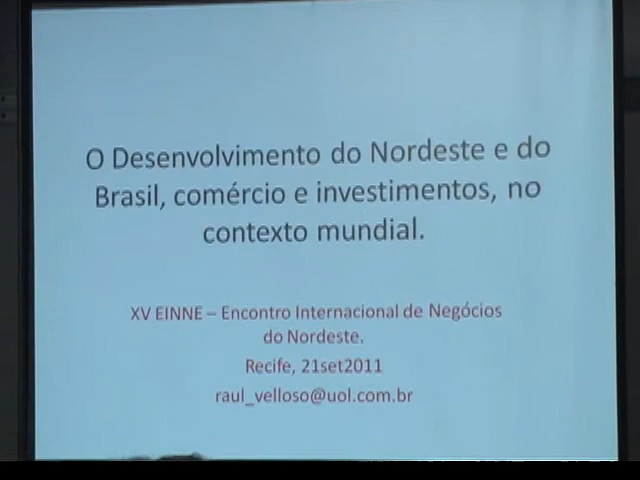 O Desenvolvimento do Nordeste e do
Brasil, comércio e investimentos, no
contexto mundial.
XV EINNE – Encontro Internacional de Negócios
do Nordeste.
Recife, 21set2011
raul_velloso@uol.com.br